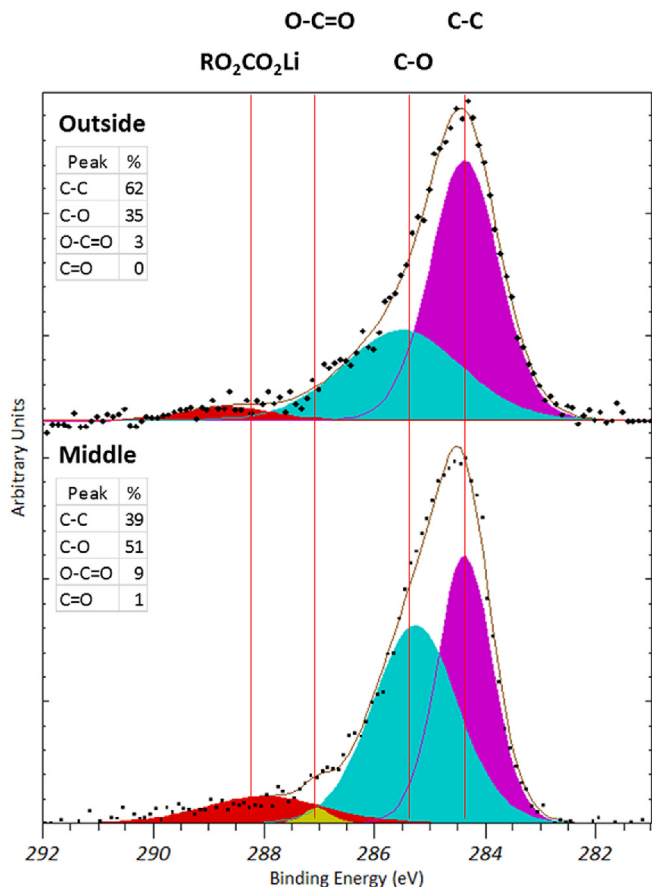 O-C=O
C-C
RO2CO2Li
C-O
Outside
Peak %
C-C 62
C-O 35
O-C=O 3
C=O 0
Middle
Peak %
C-C 39
C-O 51
O-C=O 9
C=O 1
Arbitrary Units
292 290 288 286 284 282
Binding Energy (eV)